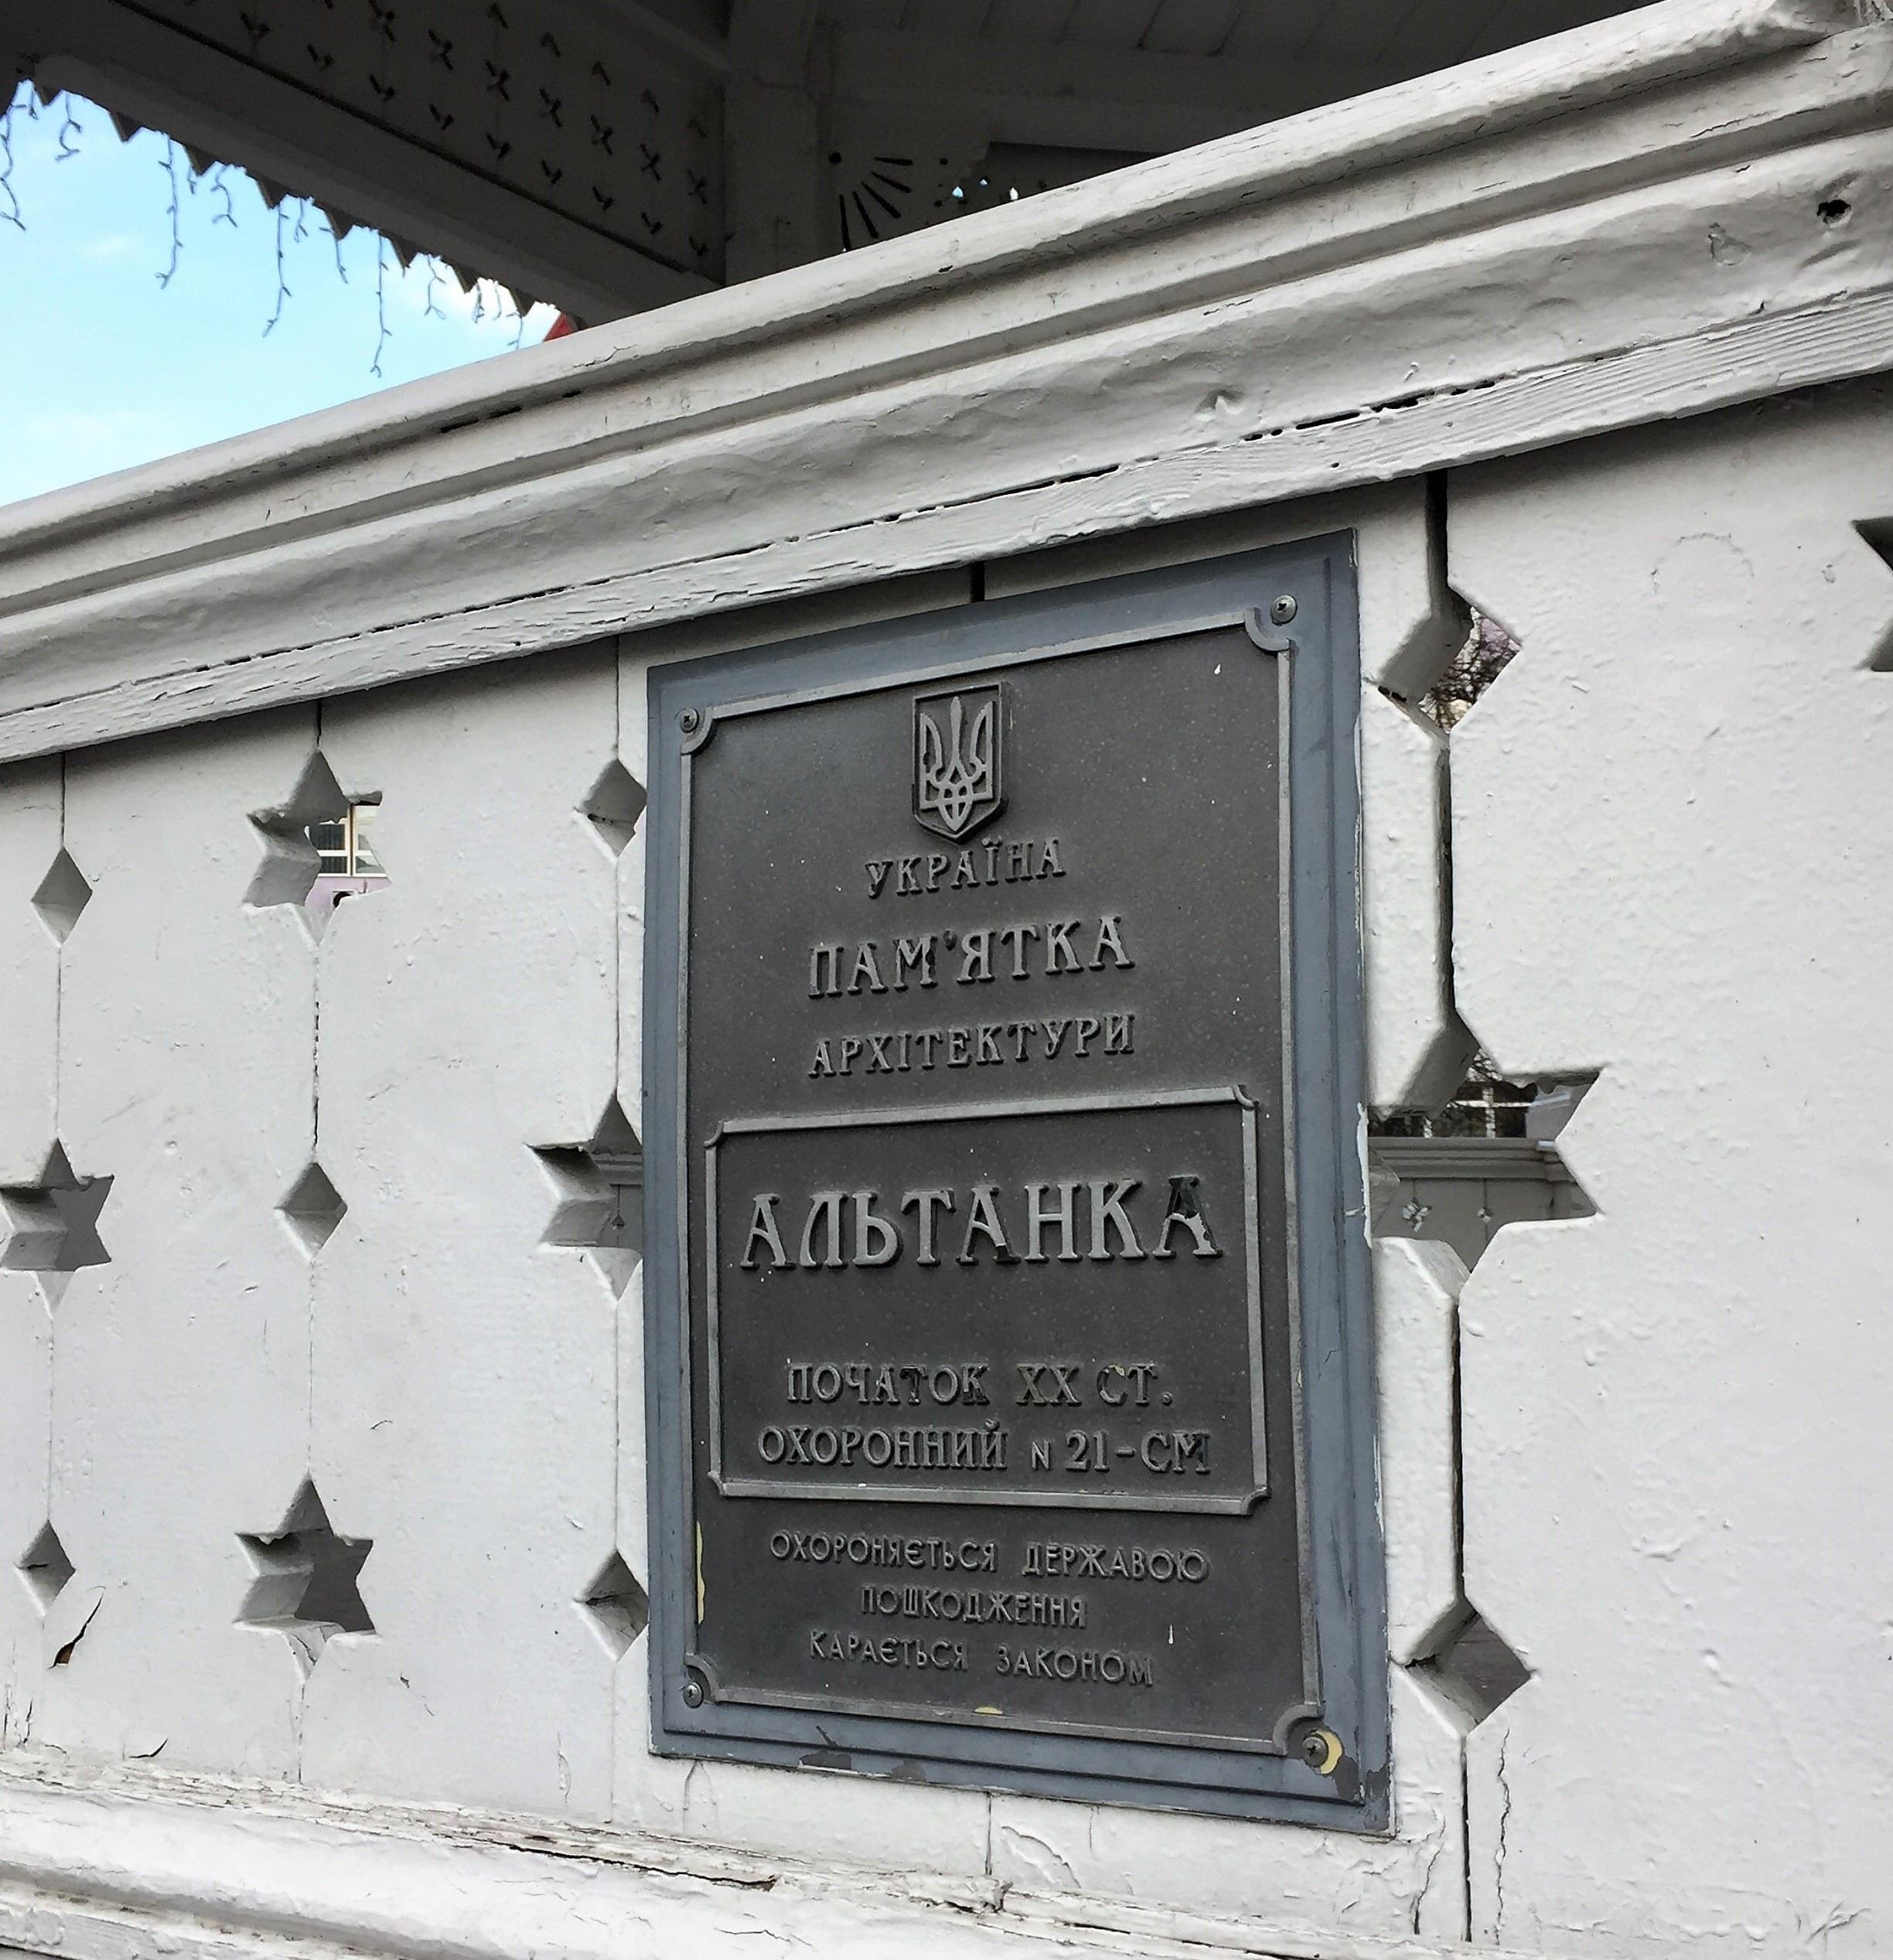 УКРАЇНА
ПАМ'ЯТКА
АРХІТЕКТУРИ
АЛЬТАНКА
ПОЧАТОК XX СТ.
ОХОРОННИЙ N 21-СМ
ОХОРОНЯЄТЬСЯ ДЕРЖАВОЮ
ПОШКОДЖЕННЯ
КАРАЄТЬСЯ ЗАКОНОМ